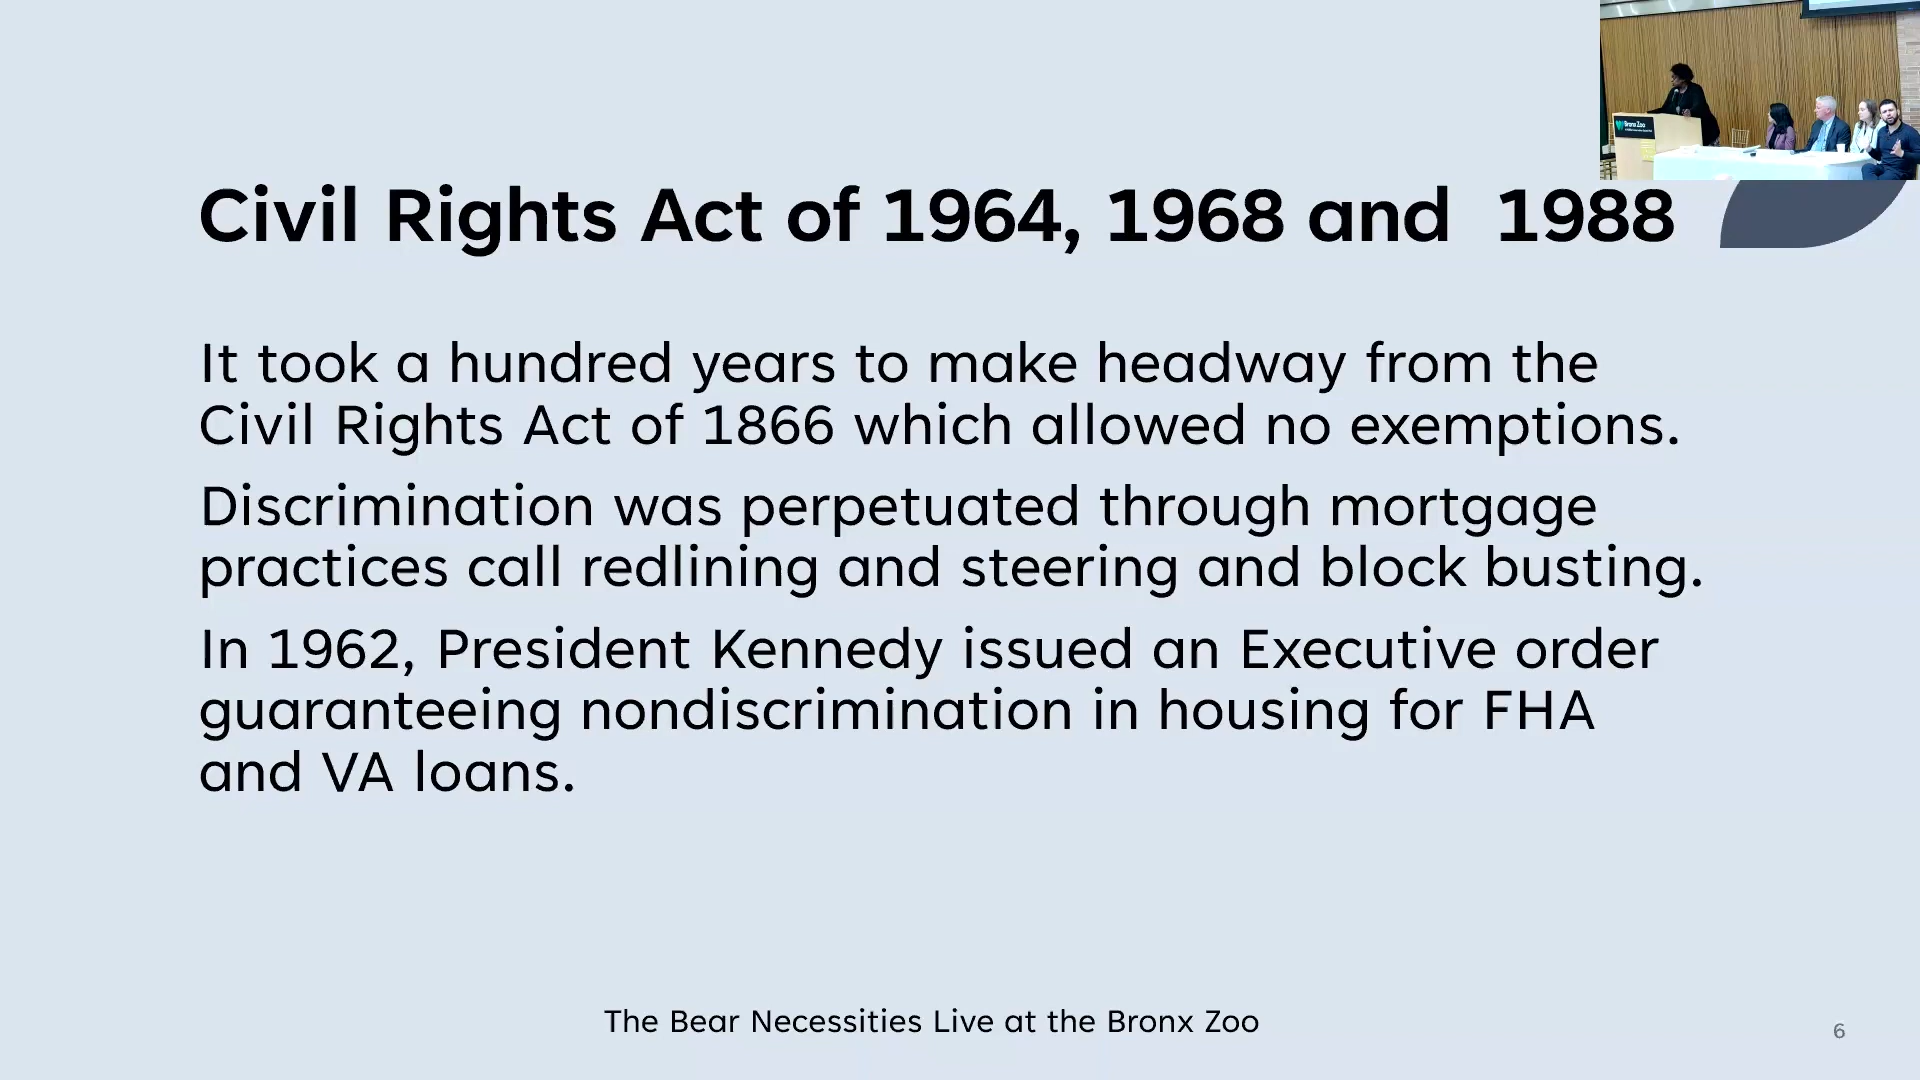 Civil Rights Act of 1964, 1968 and 1988
It took a hundred years to make headway from the
Civil Rights Act of 1866 which allowed no exemptions.
Discrimination was perpetuated through mortgage
practices call redlining and steering and block busting.
In 1962, President Kennedy issued an Executive order
guaranteeing nondiscrimination in housing for FHA
and VA loans.
The Bear Necessities Live at the Bronx Zoo
6
Bronx Zoo